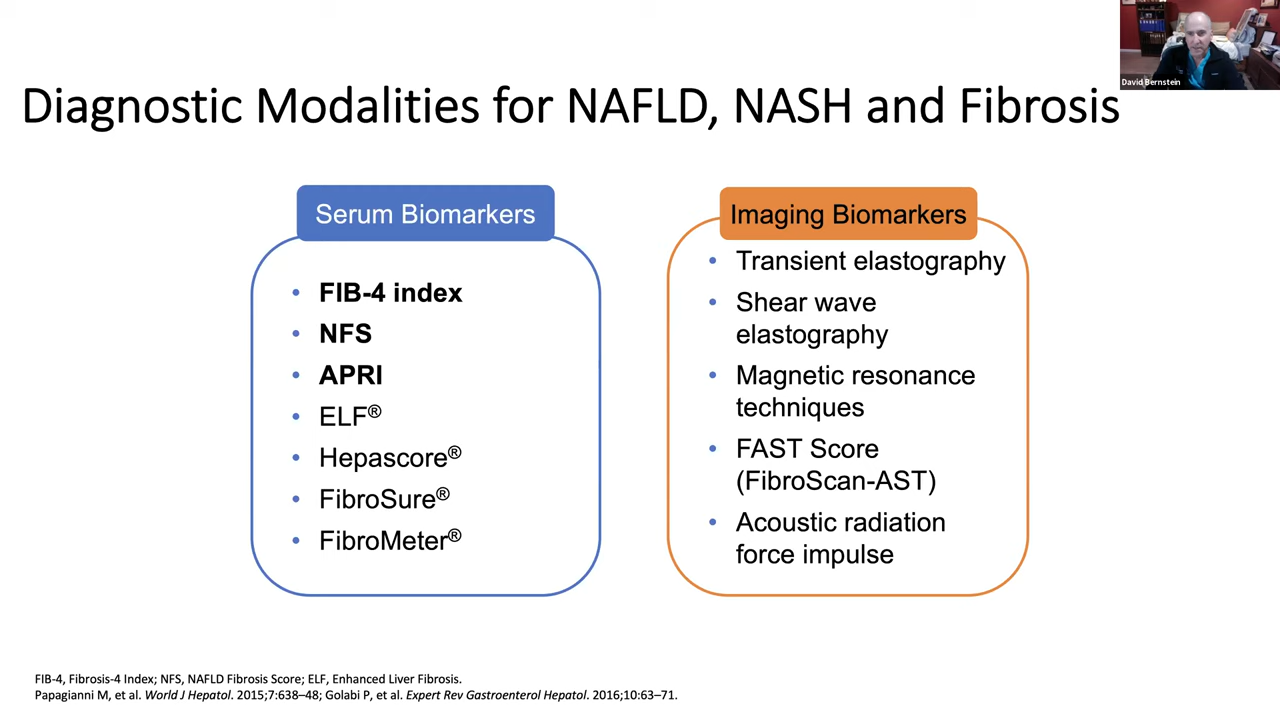 David Bernstein
Diagnostic Modalities for NAFLD, NASH and Fibrosis
Serum Biomarkers
• FIB-4 index
• NFS
• APRI
• ELF®
• Hepascore®
• FibroSure®
• FibroMeter®
Imaging Biomarkers
• Transient elastography
• Shear wave
elastography
• Magnetic resonance
techniques
• FAST Score
(FibroScan-AST)
• Acoustic radiation
force impulse
FIB-4, Fibrosis-4 Index; NFS, NAFLD Fibrosis Score; ELF, Enhanced Liver Fibrosis.
Papagianni M, et al. World J Hepatol. 2015;7:638–48; Golabi P, et al. Expert Rev Gastroenterol Hepatol. 2016;10:63–71.